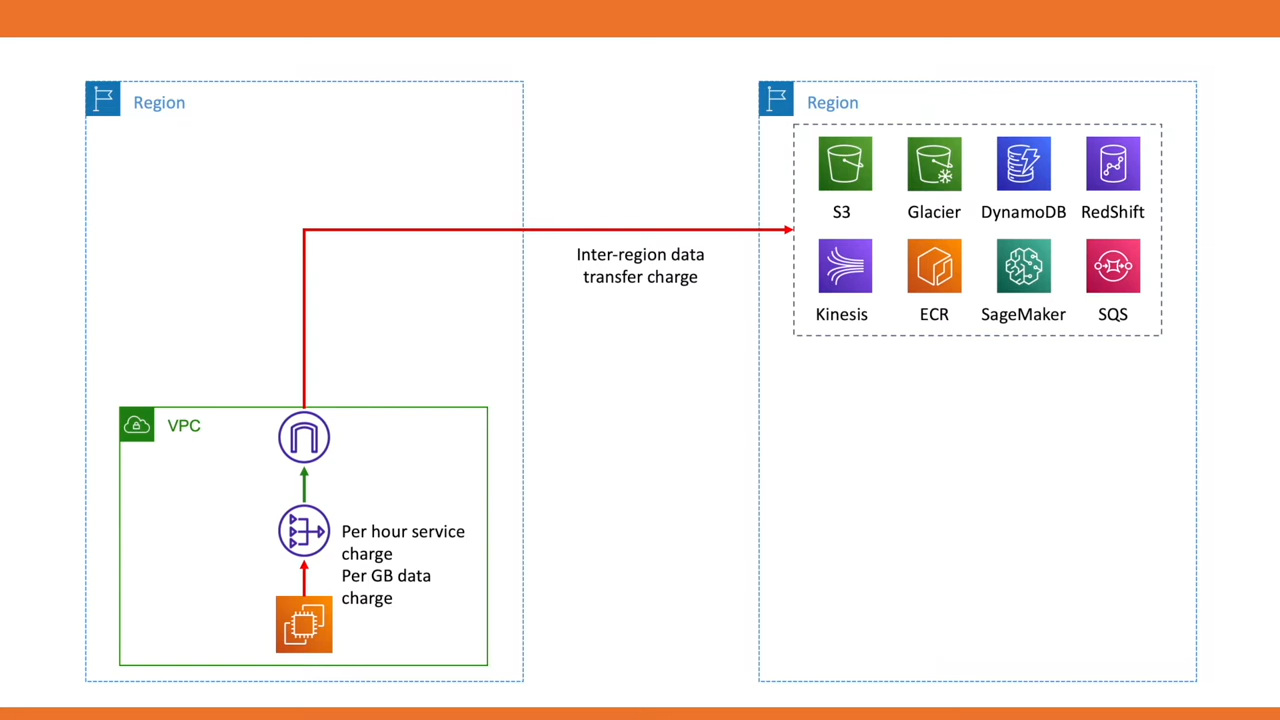 Region
Region
S3
Glacier
DynamoDB
RedShift
Inter-region data
transfer charge
Kinesis
ECR
SageMaker
SQS
VPC
Per hour service
charge
Per GB data
charge